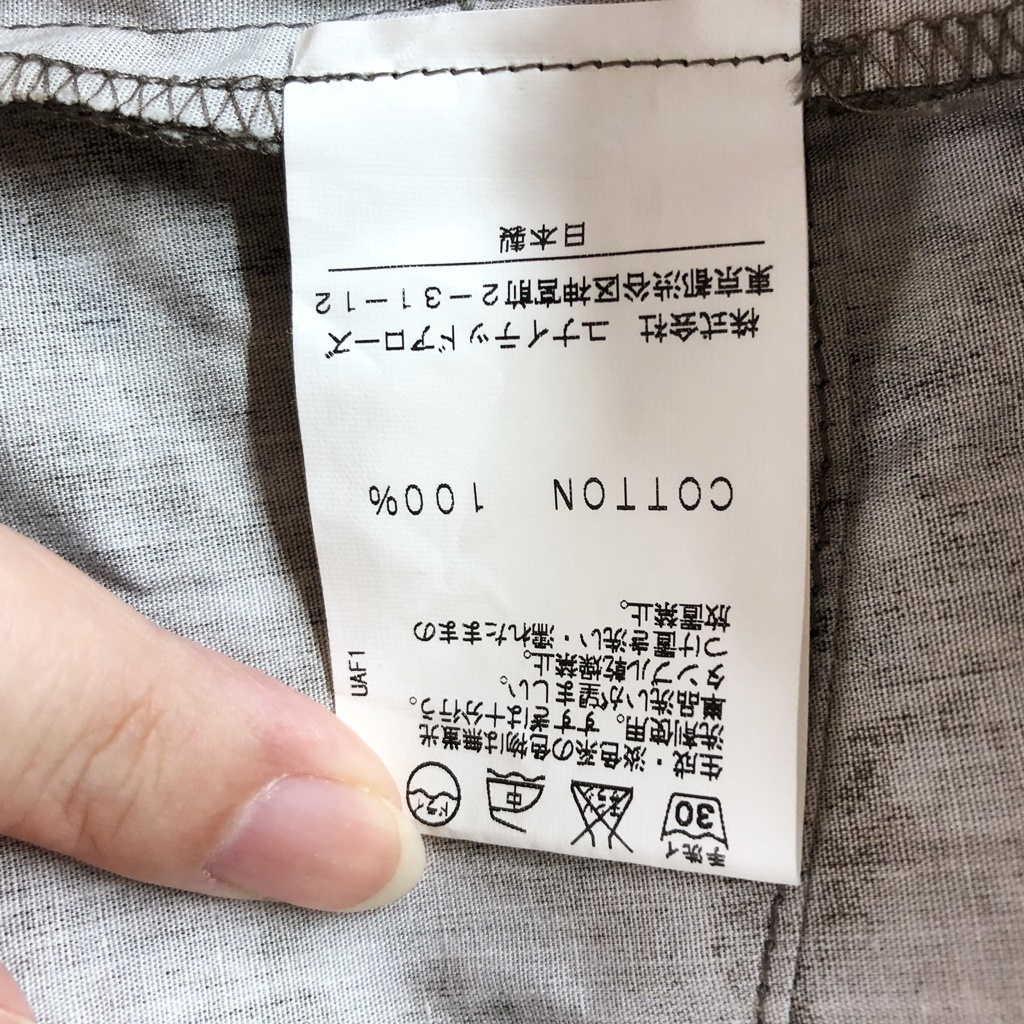 手洗イ
30
中
ドライ
生成・淡色系の色物は無蛍光
洗剤使用。すすぎは十分行う。
単品洗いが望ましい。
タンブル乾燥禁止。
つけ置き洗い・濡れたままの
放置禁止。
UAF1
COTTON 100%
株式会社 ユナイテッドアローズ
東京都渋谷区神宮前2－31－12
日本製